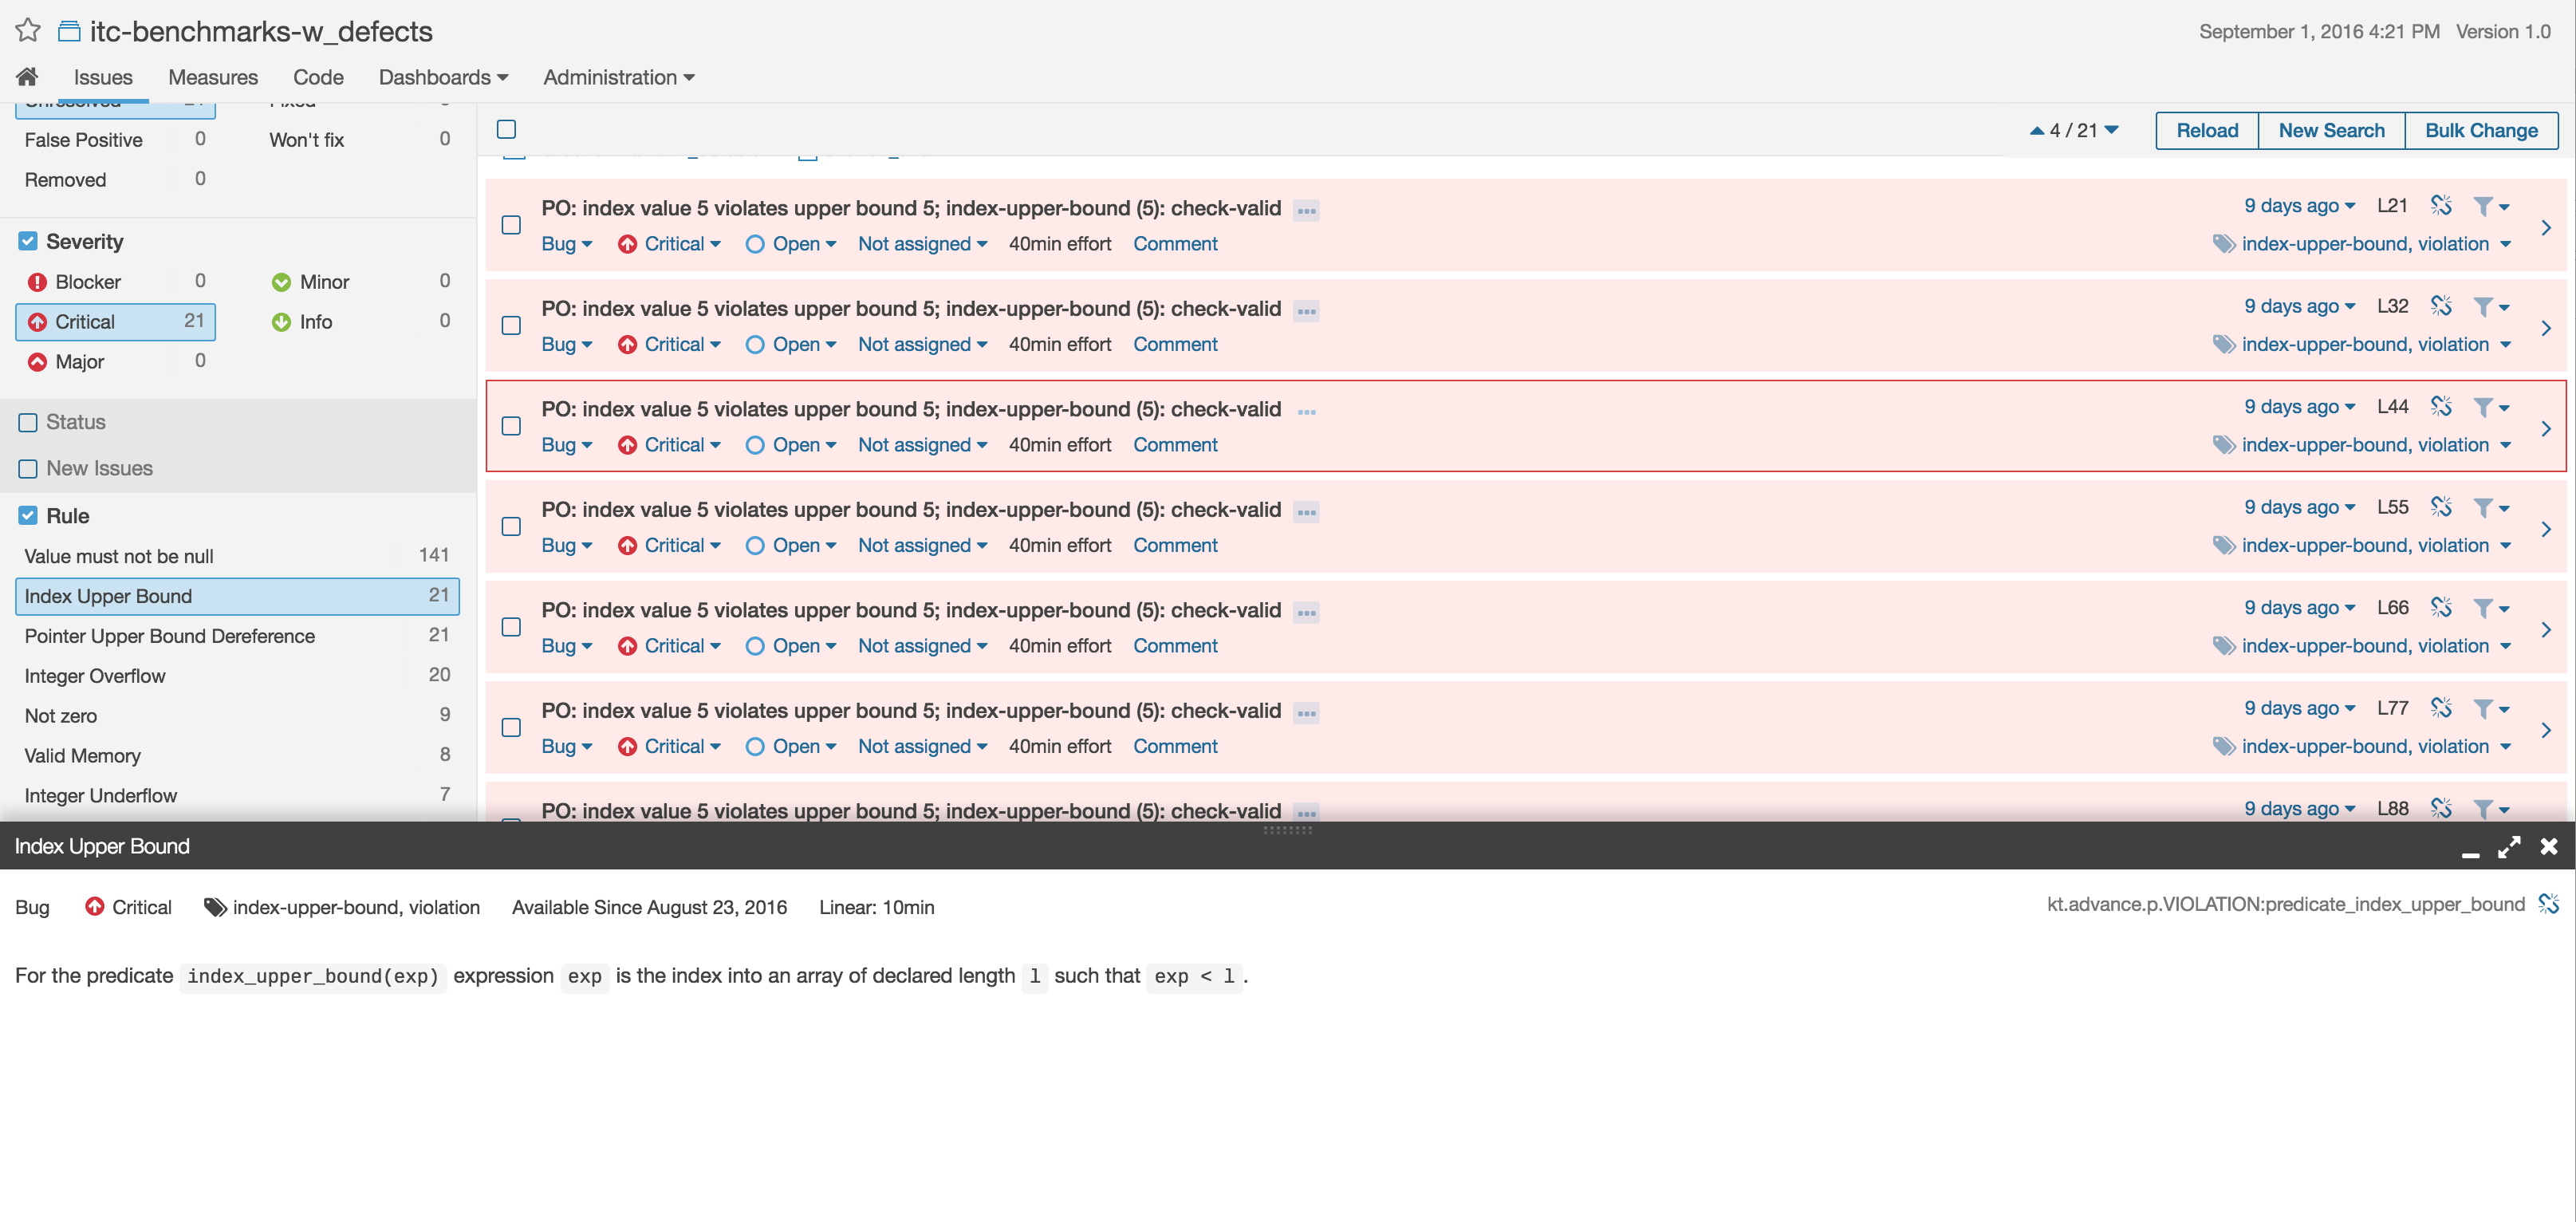 itc-benchmarks-w_defects
September 1, 2016 4:21 PM Version 1.0
Issues Measures Code Dashboards Administration
Unresolved 21 Fixed
False Positive 0 Won't fix 0
Removed 0
Severity
Blocker 0 Minor 0
Critical 21 Info 0
Major 0
Status
New Issues
Rule
Value must not be null 141
Index Upper Bound 21
Pointer Upper Bound Dereference 21
Integer Overflow 20
Not zero 9
Valid Memory 8
Integer Underflow 7
4 / 21 Reload New Search Bulk Change
PO: index value 5 violates upper bound 5; index-upper-bound (5): check-valid ... 9 days ago L21
Bug Critical Open Not assigned 40min effort Comment index-upper-bound, violation
PO: index value 5 violates upper bound 5; index-upper-bound (5): check-valid ... 9 days ago L32
Bug Critical Open Not assigned 40min effort Comment index-upper-bound, violation
PO: index value 5 violates upper bound 5; index-upper-bound (5): check-valid ... 9 days ago L44
Bug Critical Open Not assigned 40min effort Comment index-upper-bound, violation
PO: index value 5 violates upper bound 5; index-upper-bound (5): check-valid ... 9 days ago L55
Bug Critical Open Not assigned 40min effort Comment index-upper-bound, violation
PO: index value 5 violates upper bound 5; index-upper-bound (5): check-valid ... 9 days ago L66
Bug Critical Open Not assigned 40min effort Comment index-upper-bound, violation
PO: index value 5 violates upper bound 5; index-upper-bound (5): check-valid ... 9 days ago L77
Bug Critical Open Not assigned 40min effort Comment index-upper-bound, violation
PO: index value 5 violates upper bound 5; index-upper-bound (5): check-valid ... 9 days ago L88
Index Upper Bound
Bug Critical index-upper-bound, violation Available Since August 23, 2016 Linear: 10min kt.advance.p.VIOLATION:predicate_index_upper_bound
For the predicate index_upper_bound(exp) expression exp is the index into an array of declared length l such that exp < l.